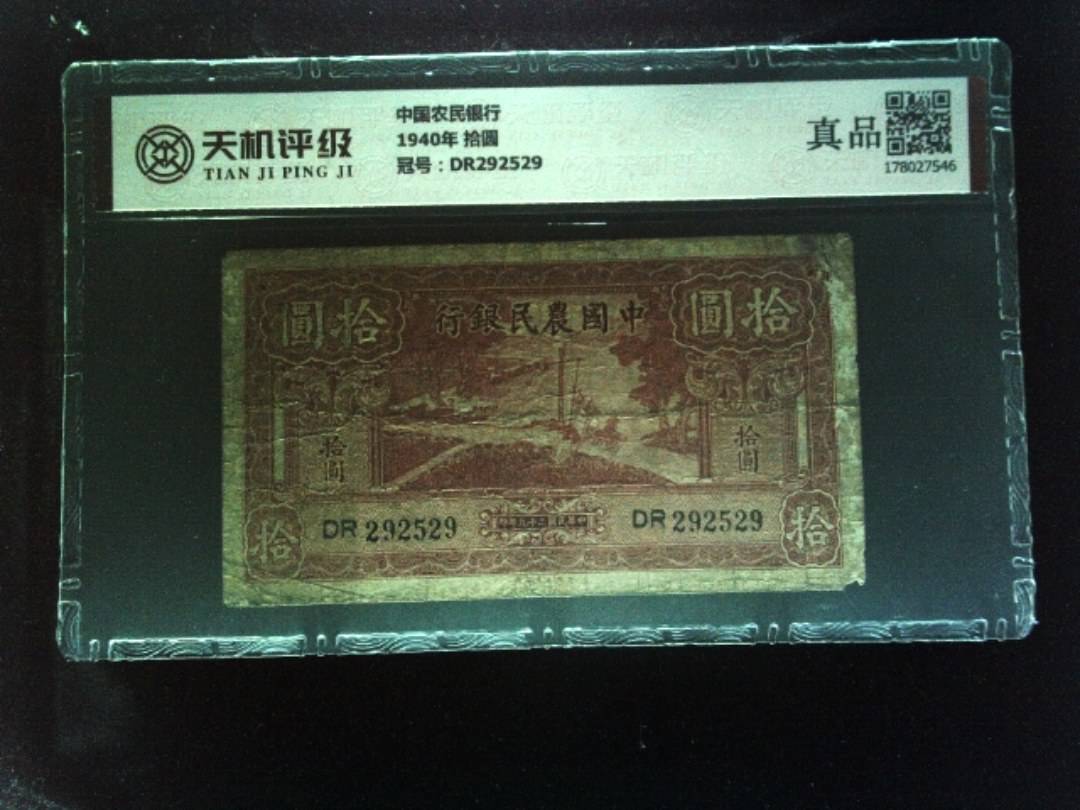 天机评级
TIAN JI PING JI
中国农民银行
1940年 拾圆
冠号：DR292529
真品
178027546
圓拾
行銀民農國中
圓拾
拾圓
拾圓
DR 292529
DR 292529
拾
拾